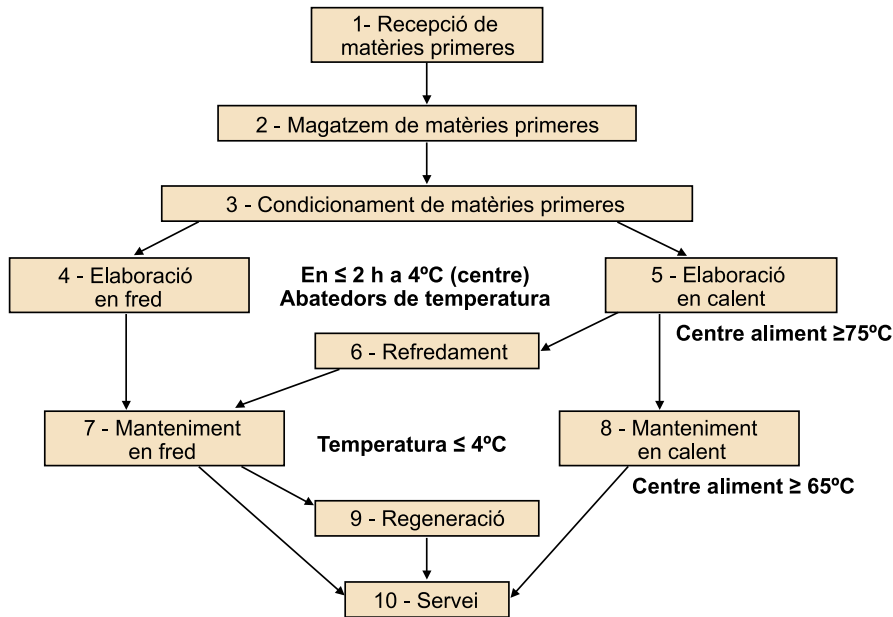 1- Recepció de
matèries primeres
2 - Magatzem de matèries primeres
3 - Condicionament de matèries primeres
4 - Elaboració
en fred
En ≤ 2 h a 4ºC (centre)
Abatedors de temperatura
5 - Elaboració
en calent
Centre aliment ≥75ºC
6 - Refredament
7 - Manteniment
en fred
Temperatura ≤ 4ºC
8 - Manteniment
en calent
Centre aliment ≥ 65ºC
9 - Regeneració
10 - Servei